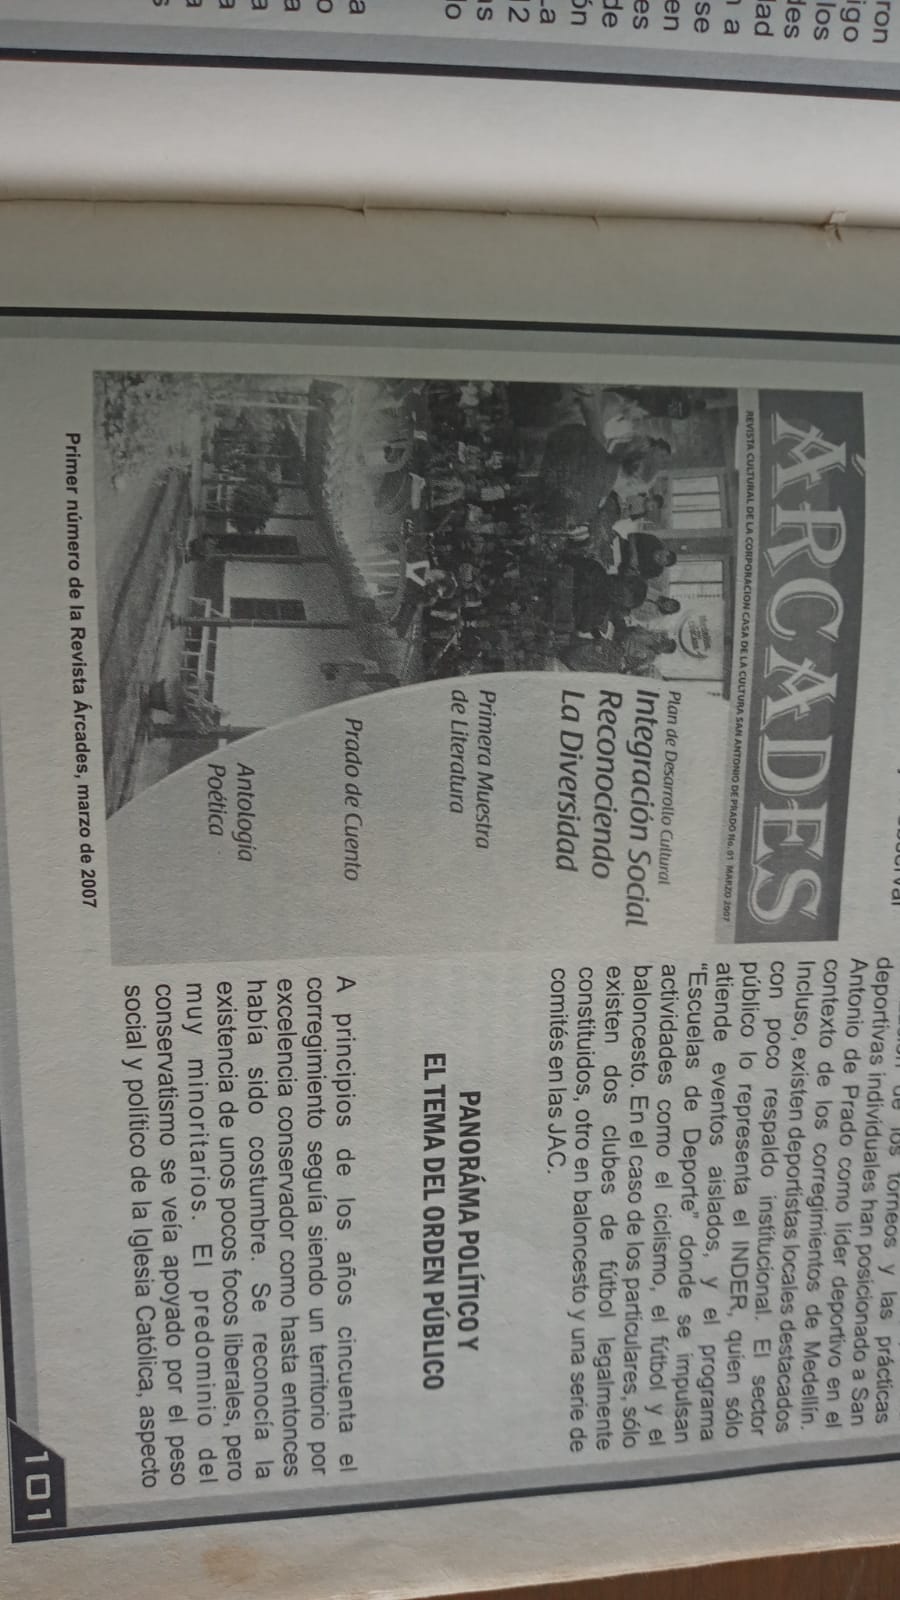 ron
igo
los
des
dad
n a
se
en
es
de
ón
La
12
as
lo
a
o
a
a
a
a
s
ÁRCADES
REVISTA CULTURAL DE LA CORPORACION CASA DE LA CULTURA SAN ANTONIO DE PRADO No. 01 MARZO 2007
Plan de Desarrollo Cultural
Integración Social
Reconociendo
La Diversidad
Primera Muestra
de Literatura
Prado de Cuento
Antología
Poética
Primer número de la Revista Árcades, marzo de 2007
de los torneos y las prácticas
deportivas individuales han posicionado a San
Antonio de Prado como líder deportivo en el
contexto de los corregimientos de Medellín.
Incluso, existen deportistas locales destacados
con poco respaldo institucional. El sector
público lo representa el INDER, quien sólo
atiende eventos aislados, y el programa
“Escuelas de Deporte” donde se impulsan
actividades como el ciclismo, el fútbol y el
baloncesto. En el caso de los particulares, sólo
existen dos clubes de fútbol legalmente
constituidos, otro en baloncesto y una serie de
comités en las JAC.
PANORÁMA POLÍTICO Y
EL TEMA DEL ORDEN PÚBLICO
A principios de los años cincuenta el
corregimiento seguía siendo un territorio por
excelencia conservador como hasta entonces
había sido costumbre. Se reconocía la
existencia de unos pocos focos liberales, pero
muy minoritarios. El predominio del
conservatismo se veía apoyado por el peso
social y político de la Iglesia Católica, aspecto
101